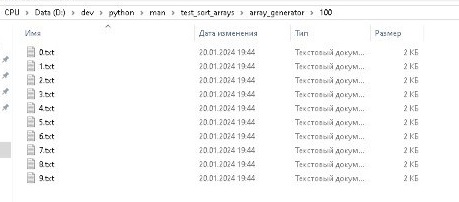 CPU > Data (D:) > dev > python > man > test_sort_arrays > array_generator > 100
Имя Дата изменения Тип Размер
0.txt 20.01.2024 19:44 Текстовый докум... 2 КБ
1.txt 20.01.2024 19:44 Текстовый докум... 2 КБ
2.txt 20.01.2024 19:44 Текстовый докум... 2 КБ
3.txt 20.01.2024 19:44 Текстовый докум... 2 КБ
4.txt 20.01.2024 19:44 Текстовый докум... 2 КБ
5.txt 20.01.2024 19:44 Текстовый докум... 2 КБ
6.txt 20.01.2024 19:44 Текстовый докум... 2 КБ
7.txt 20.01.2024 19:44 Текстовый докум... 2 КБ
8.txt 20.01.2024 19:44 Текстовый докум... 2 КБ
9.txt 20.01.2024 19:44 Текстовый докум... 2 КБ